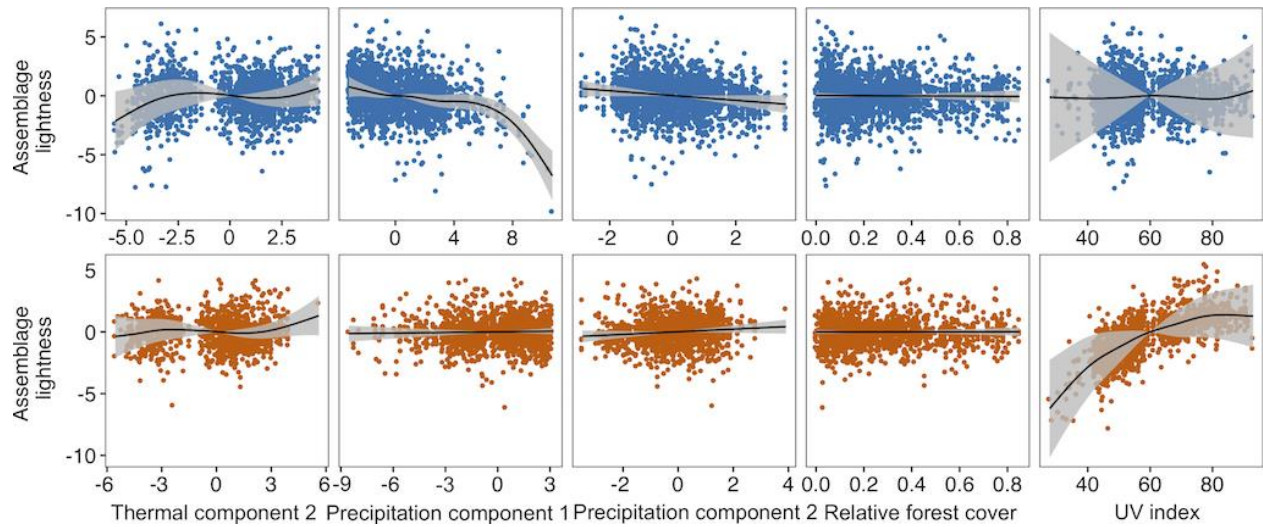 Assemblage
lightness
5
0
-5
-10
-5.0 -2.5 0 2.5
0 4 8
-2 0 2
0.0 0.2 0.4 0.6 0.8
40 60 80
Assemblage
lightness
5
0
-5
-10
-6 -3 0 3 6
-9 -6 -3 0 3
-2 0 2 4
0.0 0.2 0.4 0.6 0.8
40 60 80
Thermal component 2 Precipitation component 1 Precipitation component 2 Relative forest cover UV index